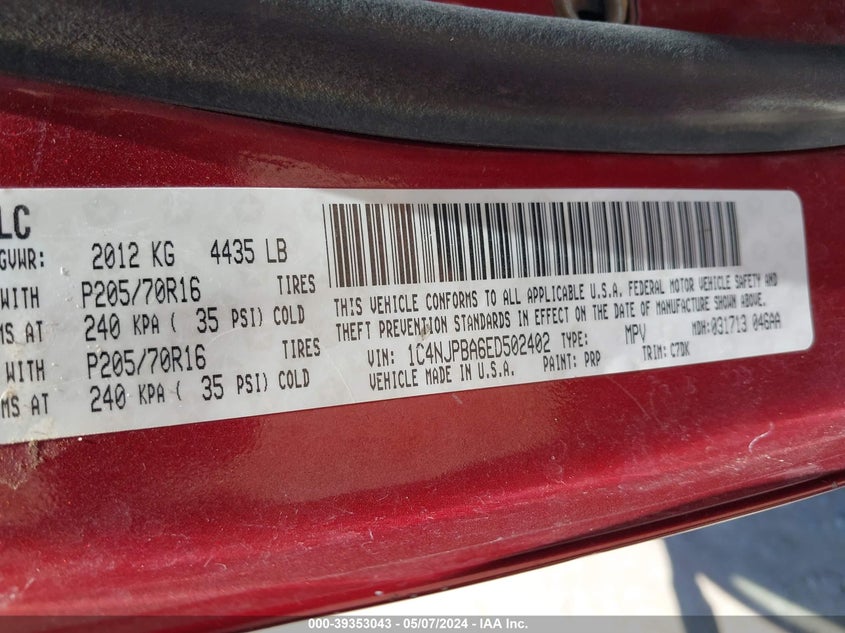 LC
GVWR: 2012 KG 4435 LB
WITH P205/70R16 TIRES
MS AT 240 KPA ( 35 PSI) COLD
WITH P205/70R16 TIRES
MS AT 240 KPA ( 35 PSI) COLD
THIS VEHICLE CONFORMS TO ALL APPLICABLE U.S.A. FEDERAL MOTOR VEHICLE SAFETY AND
THEFT PREVENTION STANDARDS IN EFFECT ON THE DATE OF MANUFACTURE SHOWN ABOVE.
VIN: 1C4NJPBA6ED502402 TYPE: MPV MDH:031713 04GAA
VEHICLE MADE IN U.S.A. PAINT: PRP TRIM: C7DK
000-39353043 - 05/07/2024 - IAA Inc.